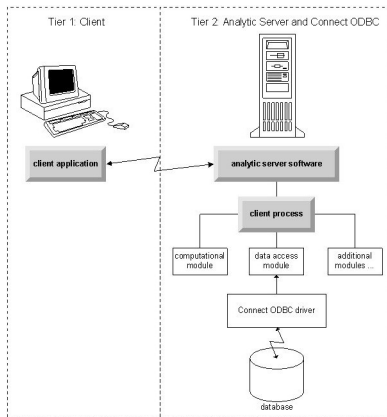 Tier 1: Client
Tier 2: Analytic Server and Connect ODBC
client application
analytic server software
client process
computational
module
data access
module
additional
modules ...
Connect ODBC driver
database